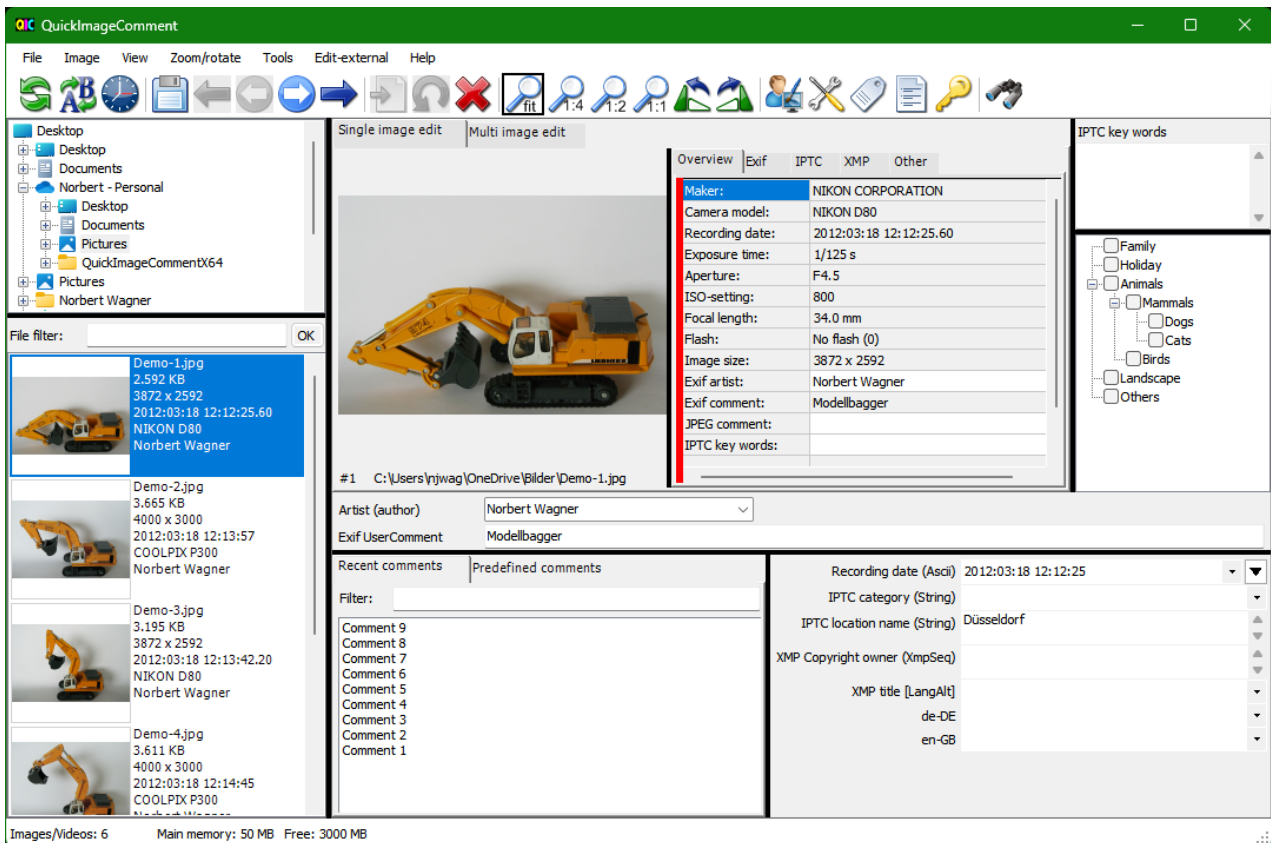 QIC QuickImageComment
File Image View Zoom/rotate Tools Edit-external Help
AB fit 1:4 1:2 1:1
Desktop
Desktop
Documents
Norbert - Personal
Desktop
Documents
Pictures
QuickImageCommentX64
Pictures
Norbert Wagner
File filter: OK
Demo-1.jpg
2.592 KB
3872 x 2592
2012:03:18 12:12:25.60
NIKON D80
Norbert Wagner
Demo-2.jpg
3.665 KB
4000 x 3000
2012:03:18 12:13:57
COOLPIX P300
Norbert Wagner
Demo-3.jpg
3.195 KB
3872 x 2592
2012:03:18 12:13:42.20
NIKON D80
Norbert Wagner
Demo-4.jpg
3.611 KB
4000 x 3000
2012:03:18 12:14:45
COOLPIX P300
Norbert Wagner
Single image edit Multi image edit
LIEBHERR
#1 C:\Users\njwag\OneDrive\Bilder\Demo-1.jpg
Overview Exif IPTC XMP Other
Maker: NIKON CORPORATION
Camera model: NIKON D80
Recording date: 2012:03:18 12:12:25.60
Exposure time: 1/125 s
Aperture: F4.5
ISO-setting: 800
Focal length: 34.0 mm
Flash: No flash (0)
Image size: 3872 x 2592
Exif artist: Norbert Wagner
Exif comment: Modellbagger
JPEG comment:
IPTC key words:
IPTC key words
Family
Holiday
Animals
Mammals
Dogs
Cats
Birds
Landscape
Others
Artist (author) Norbert Wagner
Exif UserComment Modellbagger
Recent comments Predefined comments
Filter:
Comment 9
Comment 8
Comment 7
Comment 6
Comment 5
Comment 4
Comment 3
Comment 2
Comment 1
Recording date (Ascii) 2012:03:18 12:12:25
IPTC category (String)
IPTC location name (String) Düsseldorf
XMP Copyright owner (XmpSeq)
XMP title [LangAlt]
de-DE
en-GB
Images/Videos: 6 Main memory: 50 MB Free: 3000 MB